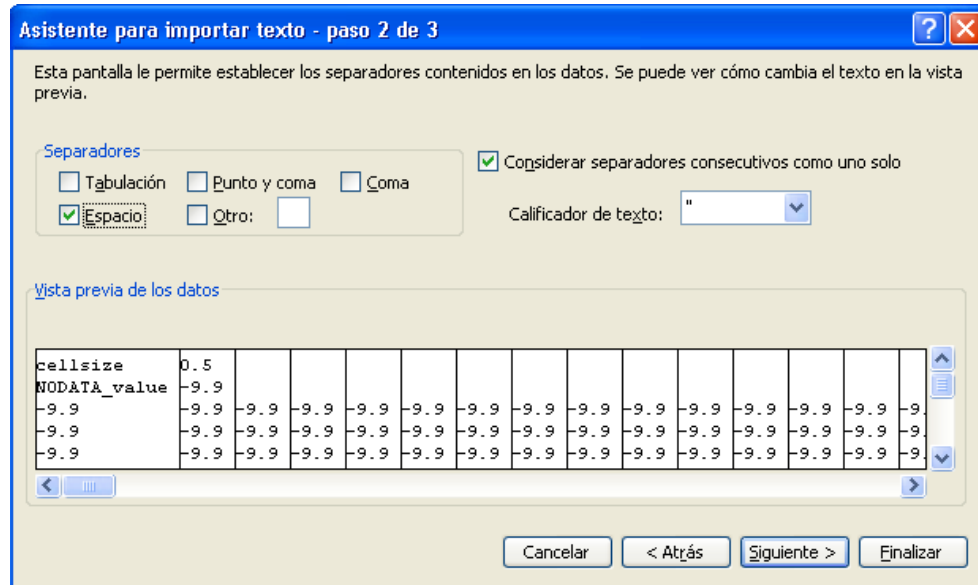 Asistente para importar texto - paso 2 de 3
Esta pantalla le permite establecer los separadores contenidos en los datos. Se puede ver cómo cambia el texto en la vista
previa.
Separadores
Tabulación Punto y coma Coma
Espacio Otro:
Considerar separadores consecutivos como uno solo
Calificador de texto: "
Vista previa de los datos
cellsize 0.5
NODATA_value -9.9
-9.9 -9.9 -9.9 -9.9 -9.9 -9.9 -9.9 -9.9 -9.9 -9.9 -9.9 -9.9 -9.9 -9.
-9.9 -9.9 -9.9 -9.9 -9.9 -9.9 -9.9 -9.9 -9.9 -9.9 -9.9 -9.9 -9.9 -9.
-9.9 -9.9 -9.9 -9.9 -9.9 -9.9 -9.9 -9.9 -9.9 -9.9 -9.9 -9.9 -9.9 -9.
Cancelar < Atrás Siguiente > Finalizar